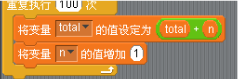 重复执行 100 次
将变量 total 的值设定为 total + n
将变量 n 的值增加 1